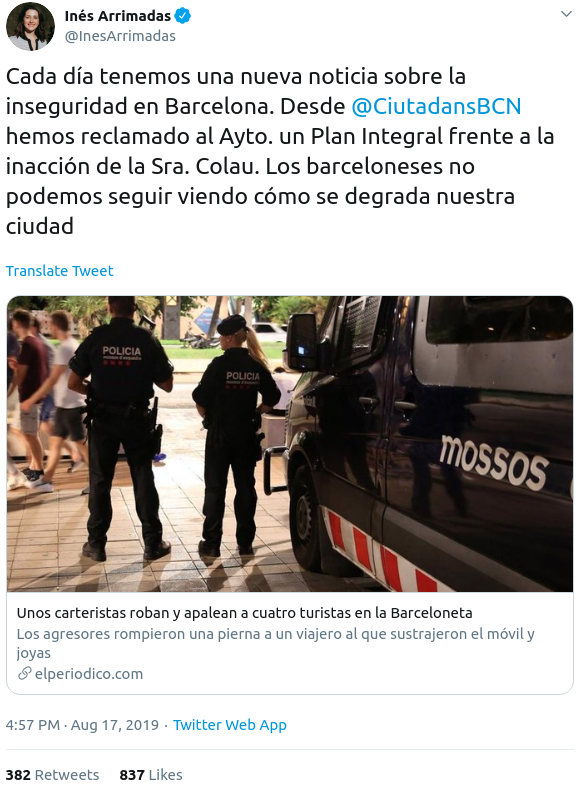 Inés Arrimadas
@InesArrimadas
Cada día tenemos una nueva noticia sobre la
inseguridad en Barcelona. Desde @CiutadansBCN
hemos reclamado al Ayto. un Plan Integral frente a la
inacción de la Sra. Colau. Los barceloneses no
podemos seguir viendo cómo se degrada nuestra
ciudad
Translate Tweet
POLICIA
mossos d'esquadra
POLICIA
mossos d'esquadra
mossos
Unos carteristas roban y apalean a cuatro turistas en la Barceloneta
Los agresores rompieron una pierna a un viajero al que sustrajeron el móvil y
joyas
elperiodico.com
4:57 PM · Aug 17, 2019 · Twitter Web App
382 Retweets 837 Likes